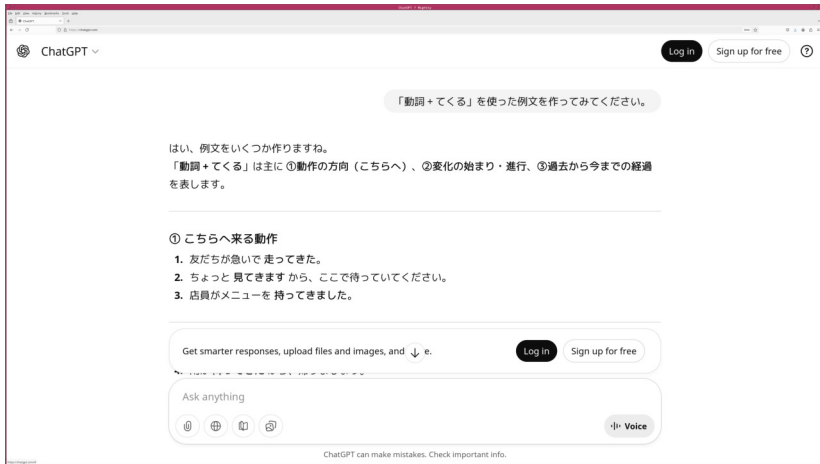 ChatGPT
Log in
Sign up for free
「動詞 + てくる」を使った例文を作ってみてください。
はい、例文をいくつか作りますね。
「動詞 + てくる」は主に ①動作の方向（こちらへ）、②変化の始まり・進行、③過去から今までの経過
を表します。
① こちらへ来る動作
1. 友だちが急いで 走ってきた。
2. ちょっと 見てきます から、ここで待っていてください。
3. 店員がメニューを 持ってきました。
Get smarter responses, upload files and images, and
e.
Log in
Sign up for free
Ask anything
Voice
ChatGPT can make mistakes. Check important info.